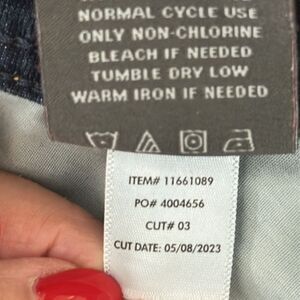 NORMAL CYCLE USE
ONLY NON-CHLORINE
BLEACH IF NEEDED
TUMBLE DRY LOW
WARM IRON IF NEEDED
ITEM# 11661089
PO# 4004656
CUT# 03
CUT DATE: 05/08/2023